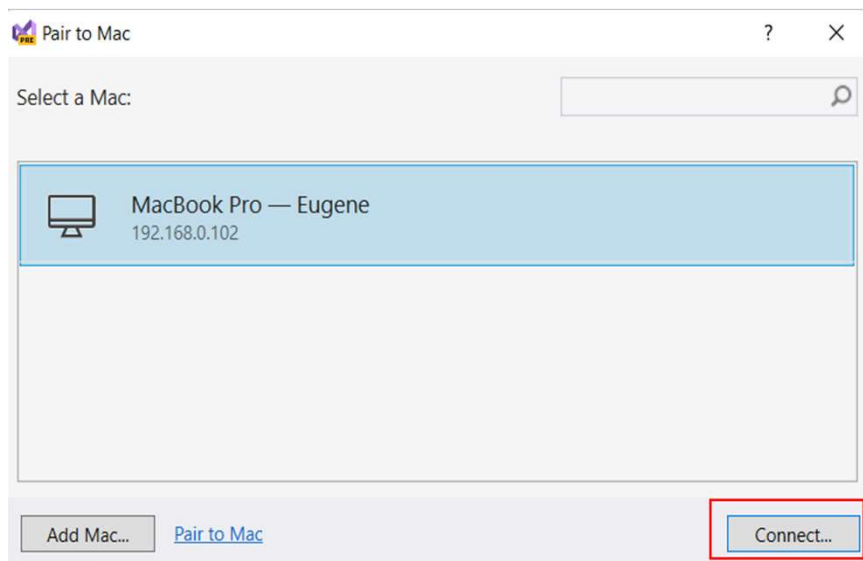 PRE Pair to Mac ?
Select a Mac:
MacBook Pro — Eugene
192.168.0.102
Add Mac... Pair to Mac Connect...